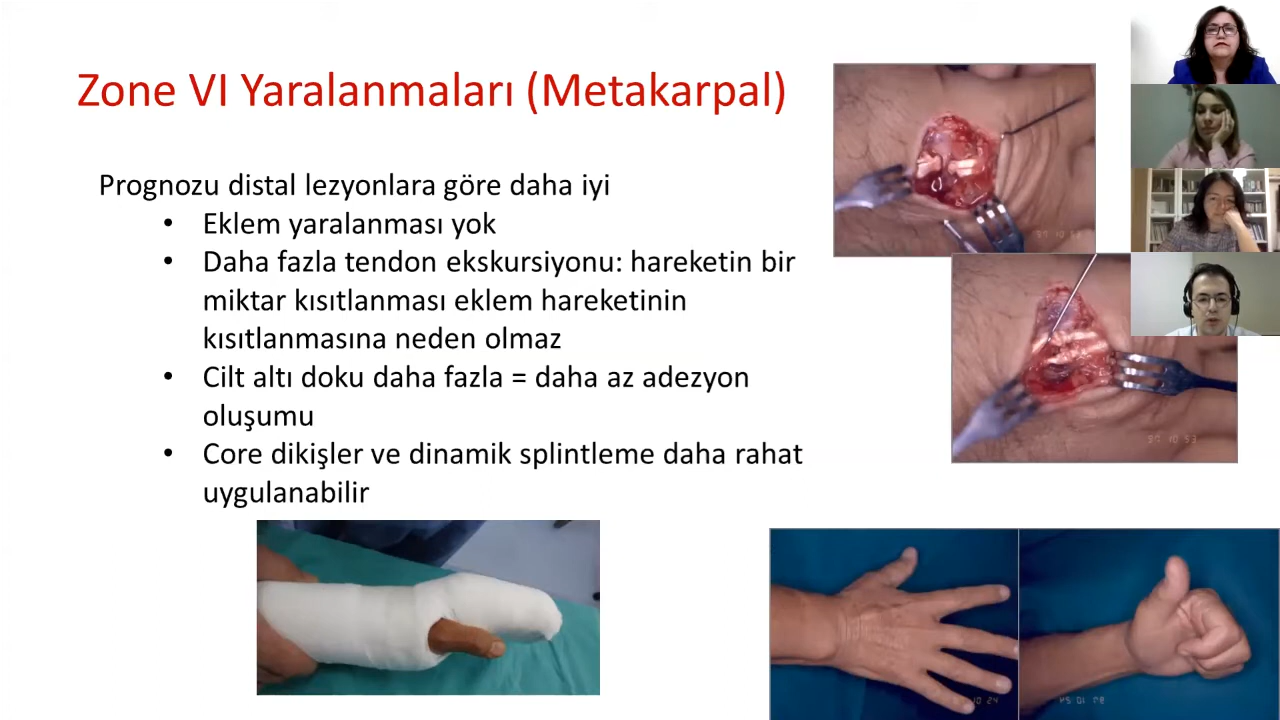 Zone VI Yaralanmaları (Metakarpal)
Prognozu distal lezyonlara göre daha iyi
• Eklem yaralanması yok
• Daha fazla tendon ekskursiyonu: hareketin bir
miktar kısıtlanması eklem hareketinin
kısıtlanmasına neden olmaz
• Cilt altı doku daha fazla = daha az adezyon
oluşumu
• Core dikişler ve dinamik splintleme daha rahat
uygulanabilir